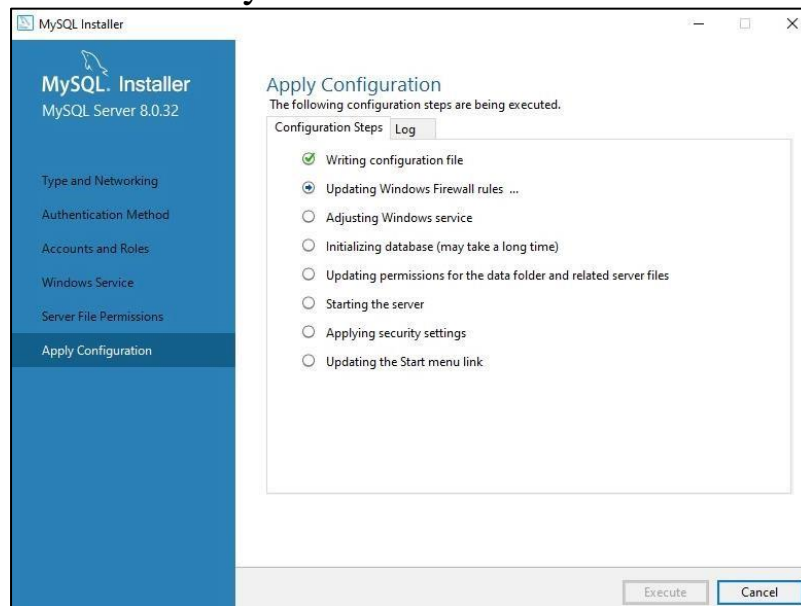 MySQL Installer
MySQL. Installer
MySQL Server 8.0.32
Type and Networking
Authentication Method
Accounts and Roles
Windows Service
Server File Permissions
Apply Configuration
Apply Configuration
The following configuration steps are being executed.
Configuration Steps Log
Writing configuration file
Updating Windows Firewall rules ...
Adjusting Windows service
Initializing database (may take a long time)
Updating permissions for the data folder and related server files
Starting the server
Applying security settings
Updating the Start menu link
Execute Cancel